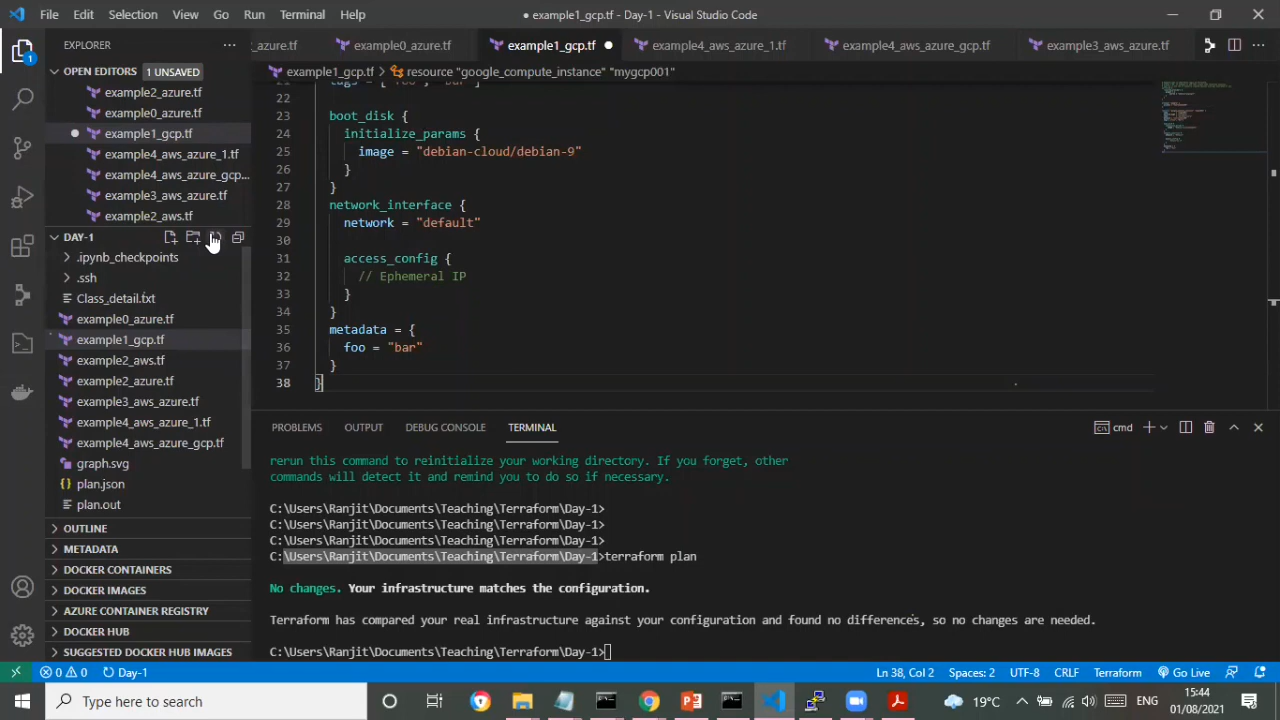 File Edit Selection View Go Run Terminal Help
● example1_gcp.tf - Day-1 - Visual Studio Code
EXPLORER
_azure.tf
example0_azure.tf
example1_gcp.tf
example4_aws_azure_1.tf
example4_aws_azure_gcp.tf
example3_aws_azure.tf
OPEN EDITORS 1 UNSAVED
example2_azure.tf
example0_azure.tf
example1_gcp.tf
example4_aws_azure_1.tf
example4_aws_azure_gcp...
example3_aws_azure.tf
example2_aws.tf
DAY-1
.ipynb_checkpoints
.ssh
Class_detail.txt
example0_azure.tf
example1_gcp.tf
example2_aws.tf
example2_azure.tf
example3_aws_azure.tf
example4_aws_azure_1.tf
example4_aws_azure_gcp.tf
graph.svg
plan.json
plan.out
OUTLINE
METADATA
DOCKER CONTAINERS
DOCKER IMAGES
AZURE CONTAINER REGISTRY
DOCKER HUB
SUGGESTED DOCKER HUB IMAGES
example1_gcp.tf > resource "google_compute_instance" "mygcp001"
21 tags = ["foo", "bar"]
22
23 boot_disk {
24 initialize_params {
25 image = "debian-cloud/debian-9"
26 }
27 }
28 network_interface {
29 network = "default"
30
31 access_config {
32 // Ephemeral IP
33 }
34 }
35 metadata = {
36 foo = "bar"
37 }
38 }
PROBLEMS OUTPUT DEBUG CONSOLE TERMINAL
cmd
rerun this command to reinitialize your working directory. If you forget, other
commands will detect it and remind you to do so if necessary.
C:\Users\Ranjit\Documents\Teaching\Terraform\Day-1>
C:\Users\Ranjit\Documents\Teaching\Terraform\Day-1>
C:\Users\Ranjit\Documents\Teaching\Terraform\Day-1>
C:\Users\Ranjit\Documents\Teaching\Terraform\Day-1>terraform plan
No changes. Your infrastructure matches the configuration.
Terraform has compared your real infrastructure against your configuration and found no differences, so no changes are needed.
C:\Users\Ranjit\Documents\Teaching\Terraform\Day-1>
0 0 Day-1
Ln 38, Col 2 Spaces: 2 UTF-8 CRLF Terraform Go Live
Type here to search
19°C
ENG
15:44
01/08/2021